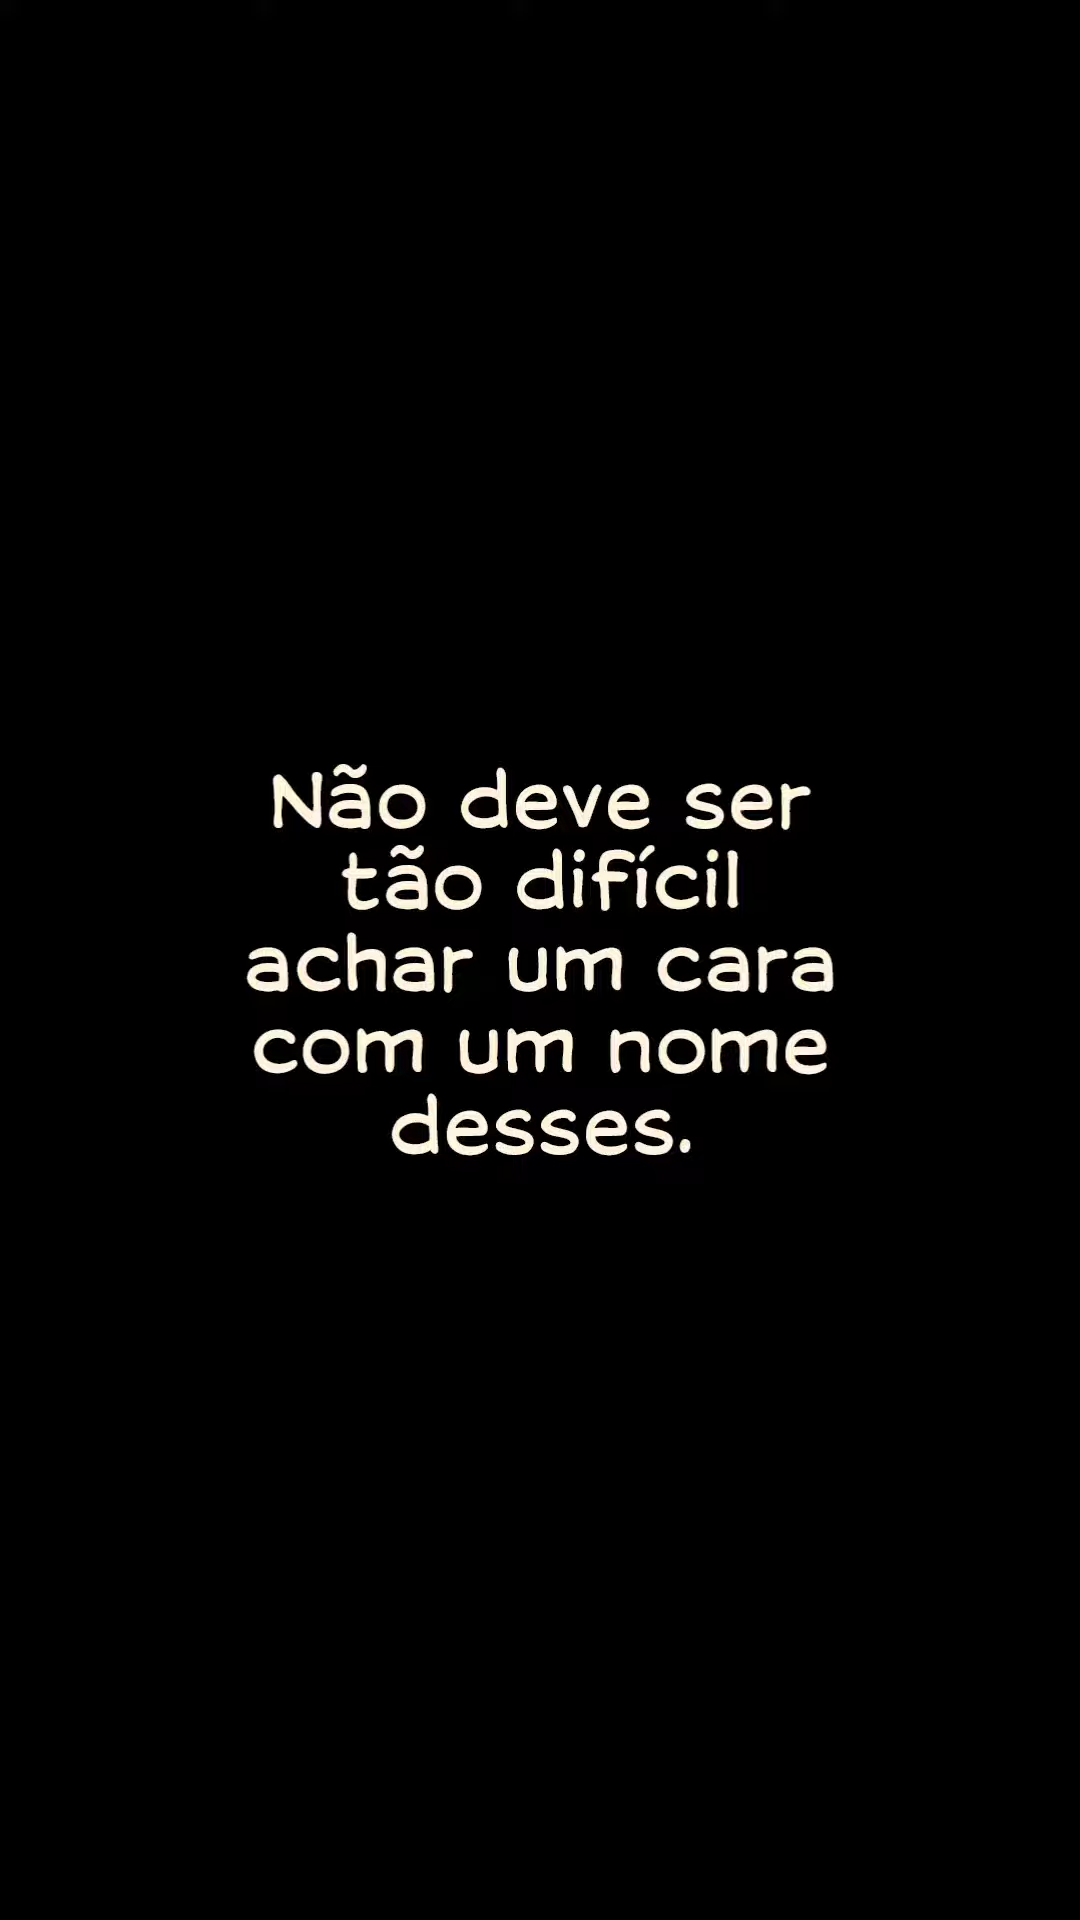 Não deve ser
tão difícil
achar um cara
com um nome
desses.